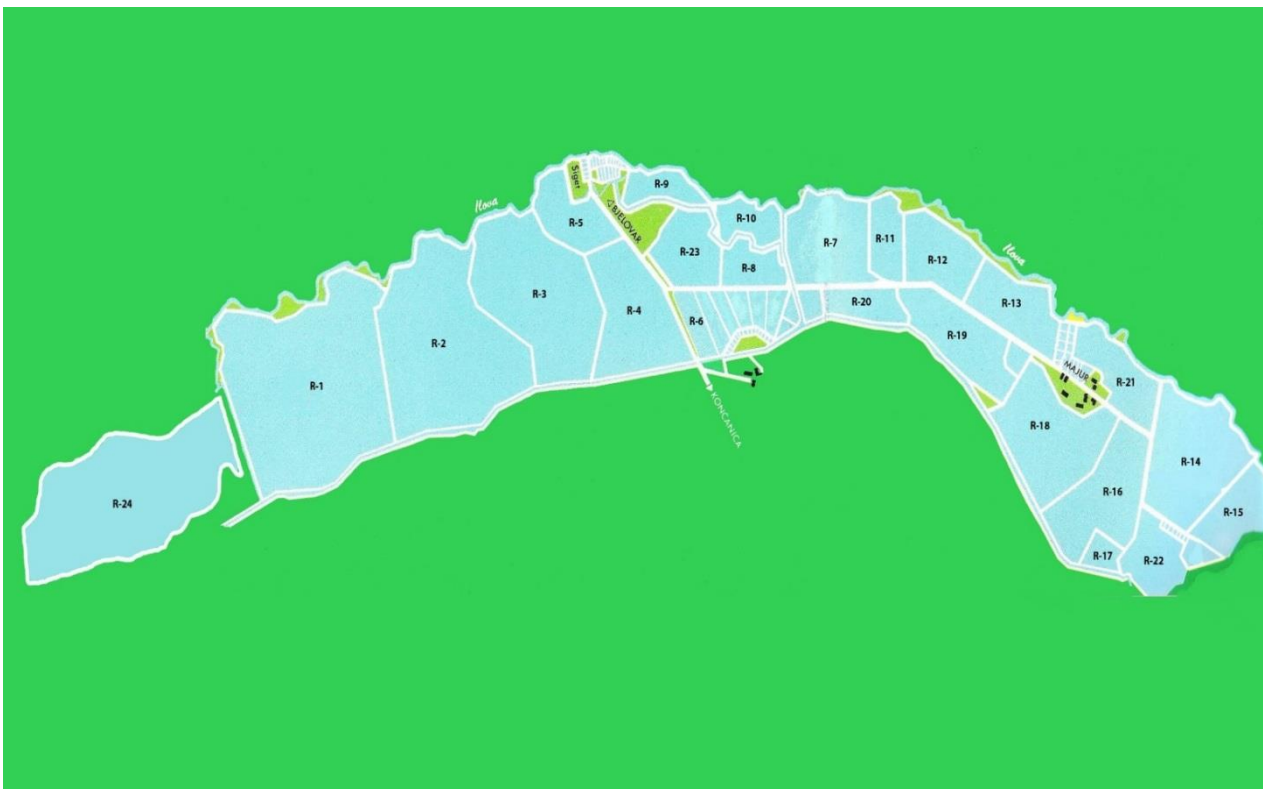 Siget
R-9
Ilova
◁ BJELOVAR
R-10
R-5
R-7
R-11
R-23
R-12
Ilova
R-8
R-3
R-20
R-13
R-4
R-6
R-19
R-2
MAJUR
R-1
R-21
KONČANICA
R-18
R-14
R-16
R-24
R-15
R-17
R-22